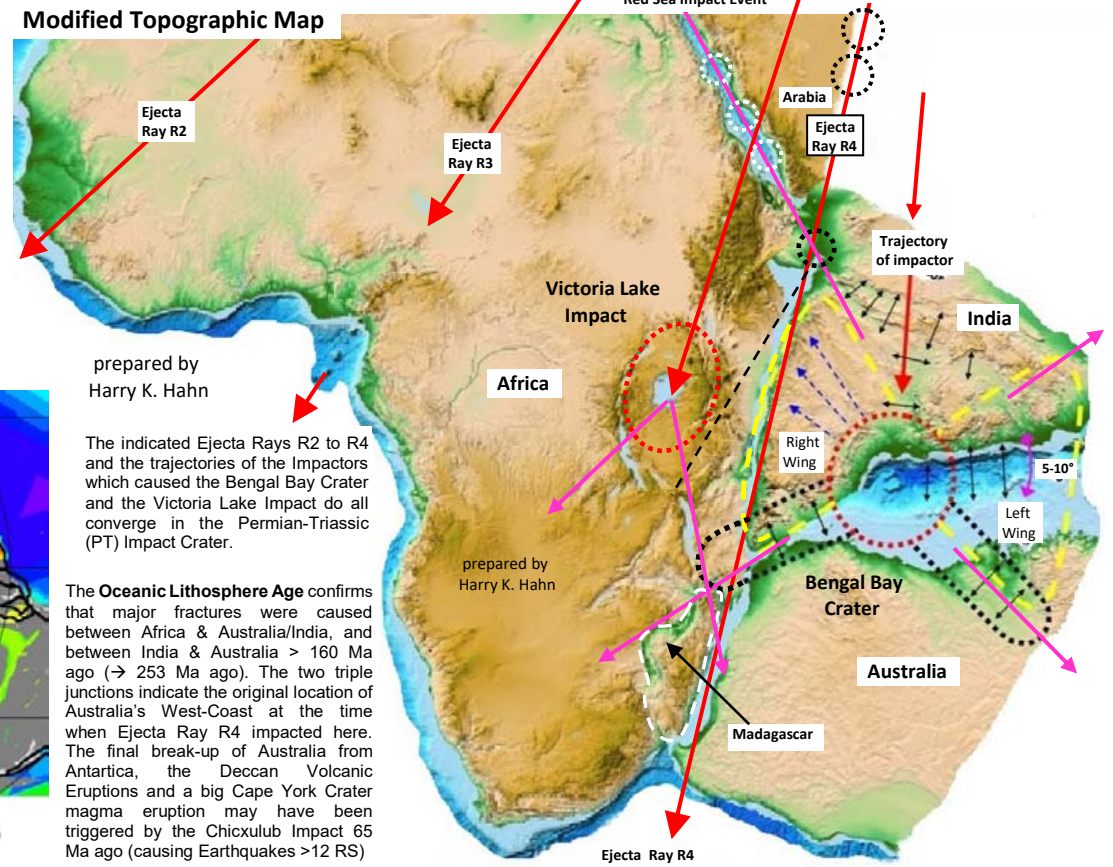 Red Sea Impact Event
Modified Topographic Map
Ejecta
Ray R2
Ejecta
Ray R3
Arabia
Ejecta
Ray R4
Trajectory
of impactor
India
Victoria Lake
Impact
Africa
prepared by
Harry K. Hahn
The indicated Ejecta Rays R2 to R4
and the trajectories of the Impactors
which caused the Bengal Bay Crater
and the Victoria Lake Impact do all
converge in the Permian-Triassic
(PT) Impact Crater.
Right
Wing
5-10°
Left
Wing
prepared by
Harry K. Hahn
Bengal Bay
Crater
Australia
Madagascar
The Oceanic Lithosphere Age confirms
that major fractures were caused
between Africa & Australia/India, and
between India & Australia > 160 Ma
ago (→ 253 Ma ago). The two triple
junctions indicate the original location of
Australia's West-Coast at the time
when Ejecta Ray R4 impacted here.
The final break-up of Australia from
Antartica, the Deccan Volcanic
Eruptions and a big Cape York Crater
magma eruption may have been
triggered by the Chicxulub Impact 65
Ma ago (causing Earthquakes >12 RS)
Ejecta Ray R4